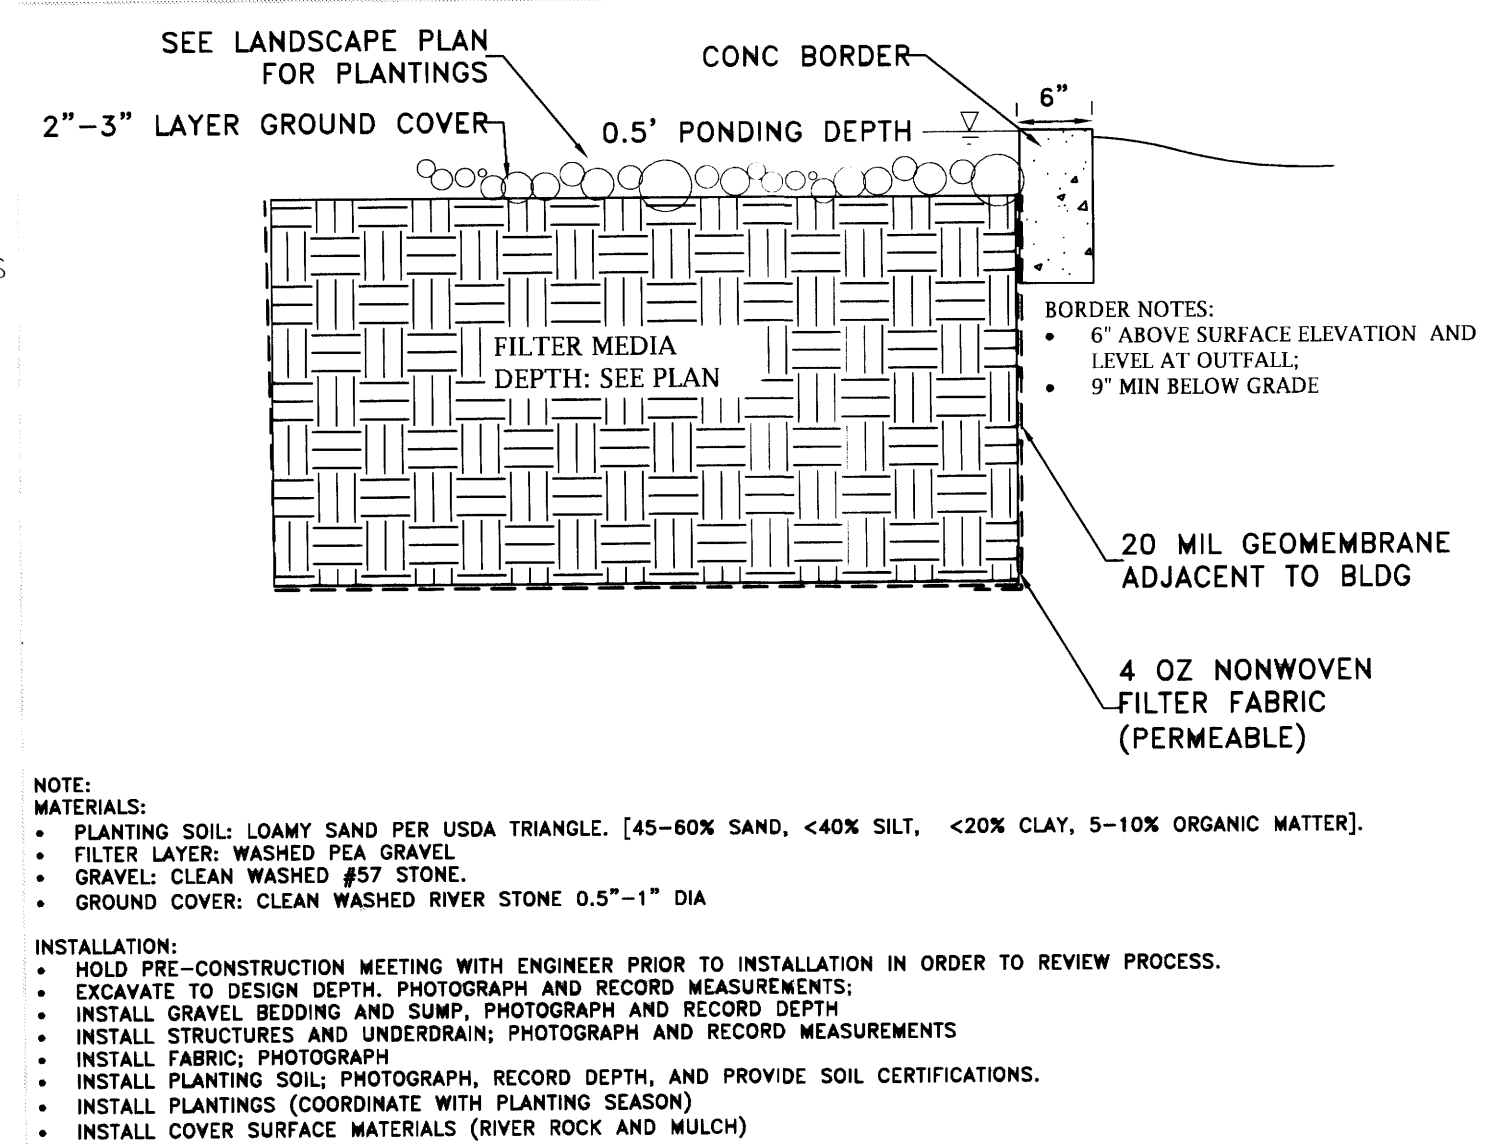 SEE LANDSCAPE PLAN
FOR PLANTINGS
CONC BORDER
6”
2”-3” LAYER GROUND COVER
0.5' PONDING DEPTH
S
FILTER MEDIA
DEPTH: SEE PLAN
BORDER NOTES:
• 6" ABOVE SURFACE ELEVATION AND
LEVEL AT OUTFALL;
• 9" MIN BELOW GRADE
20 MIL GEOMEMBRANE
ADJACENT TO BLDG
4 OZ NONWOVEN
FILTER FABRIC
(PERMEABLE)
NOTE:
MATERIALS:
• PLANTING SOIL: LOAMY SAND PER USDA TRIANGLE. [45-60% SAND, <40% SILT, <20% CLAY, 5-10% ORGANIC MATTER].
• FILTER LAYER: WASHED PEA GRAVEL
• GRAVEL: CLEAN WASHED #57 STONE.
• GROUND COVER: CLEAN WASHED RIVER STONE 0.5”-1” DIA
INSTALLATION:
• HOLD PRE-CONSTRUCTION MEETING WITH ENGINEER PRIOR TO INSTALLATION IN ORDER TO REVIEW PROCESS.
• EXCAVATE TO DESIGN DEPTH. PHOTOGRAPH AND RECORD MEASUREMENTS;
• INSTALL GRAVEL BEDDING AND SUMP, PHOTOGRAPH AND RECORD DEPTH
• INSTALL STRUCTURES AND UNDERDRAIN; PHOTOGRAPH AND RECORD MEASUREMENTS
• INSTALL FABRIC; PHOTOGRAPH
• INSTALL PLANTING SOIL; PHOTOGRAPH, RECORD DEPTH, AND PROVIDE SOIL CERTIFICATIONS.
• INSTALL PLANTINGS (COORDINATE WITH PLANTING SEASON)
• INSTALL COVER SURFACE MATERIALS (RIVER ROCK AND MULCH)